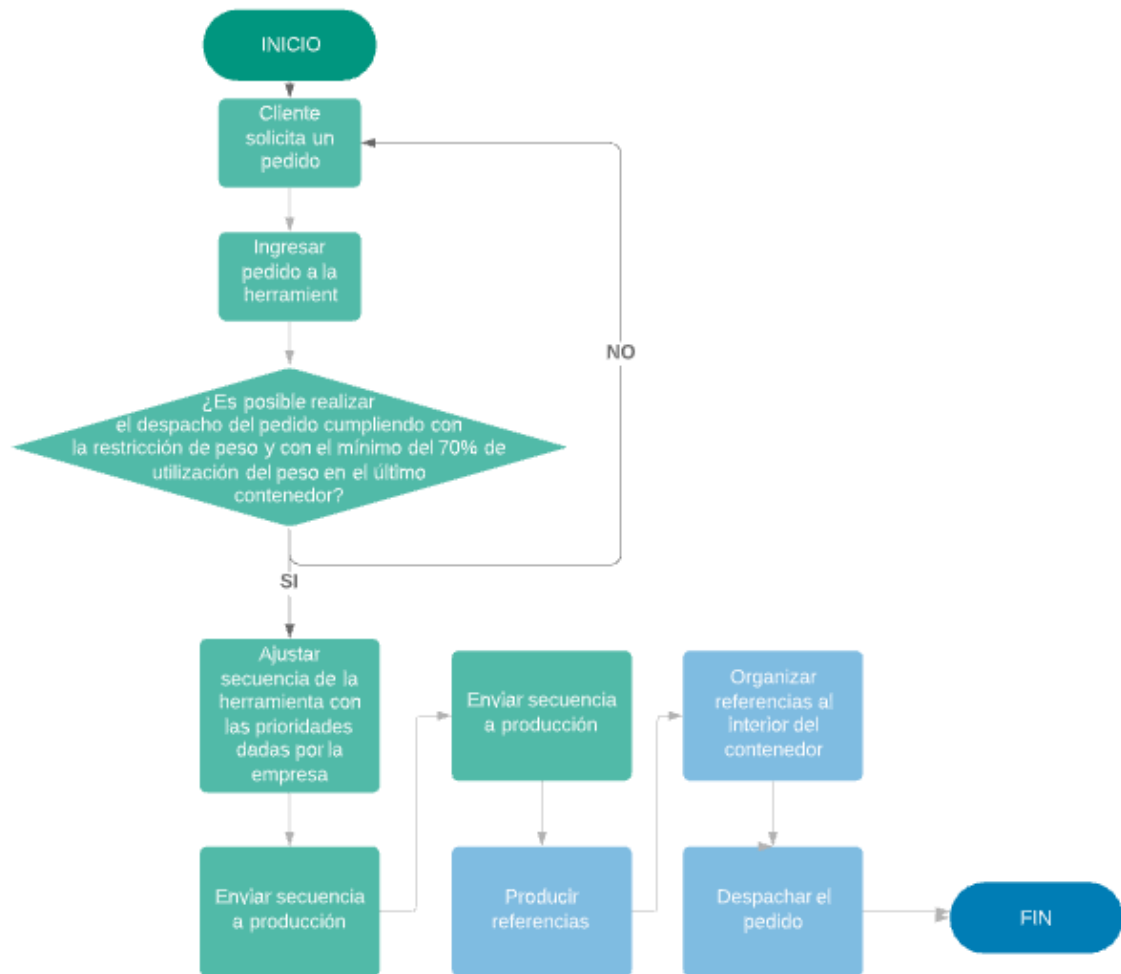 INICIO
Cliente
solicita un
pedido
Ingresar
pedido a la
herramient
¿Es posible realizar
el despacho del pedido cumpliendo con
la restricción de peso y con el mínimo del 70% de
utilización del peso en el último
contenedor?
NO
SI
Ajustar
secuencia de la
herramienta con
las prioridades
dadas por la
empresa
Enviar secuencia
a producción
Enviar secuencia
a producción
Producir
referencias
Organizar
referencias al
interior del
contenedor
Despachar el
pedido
FIN